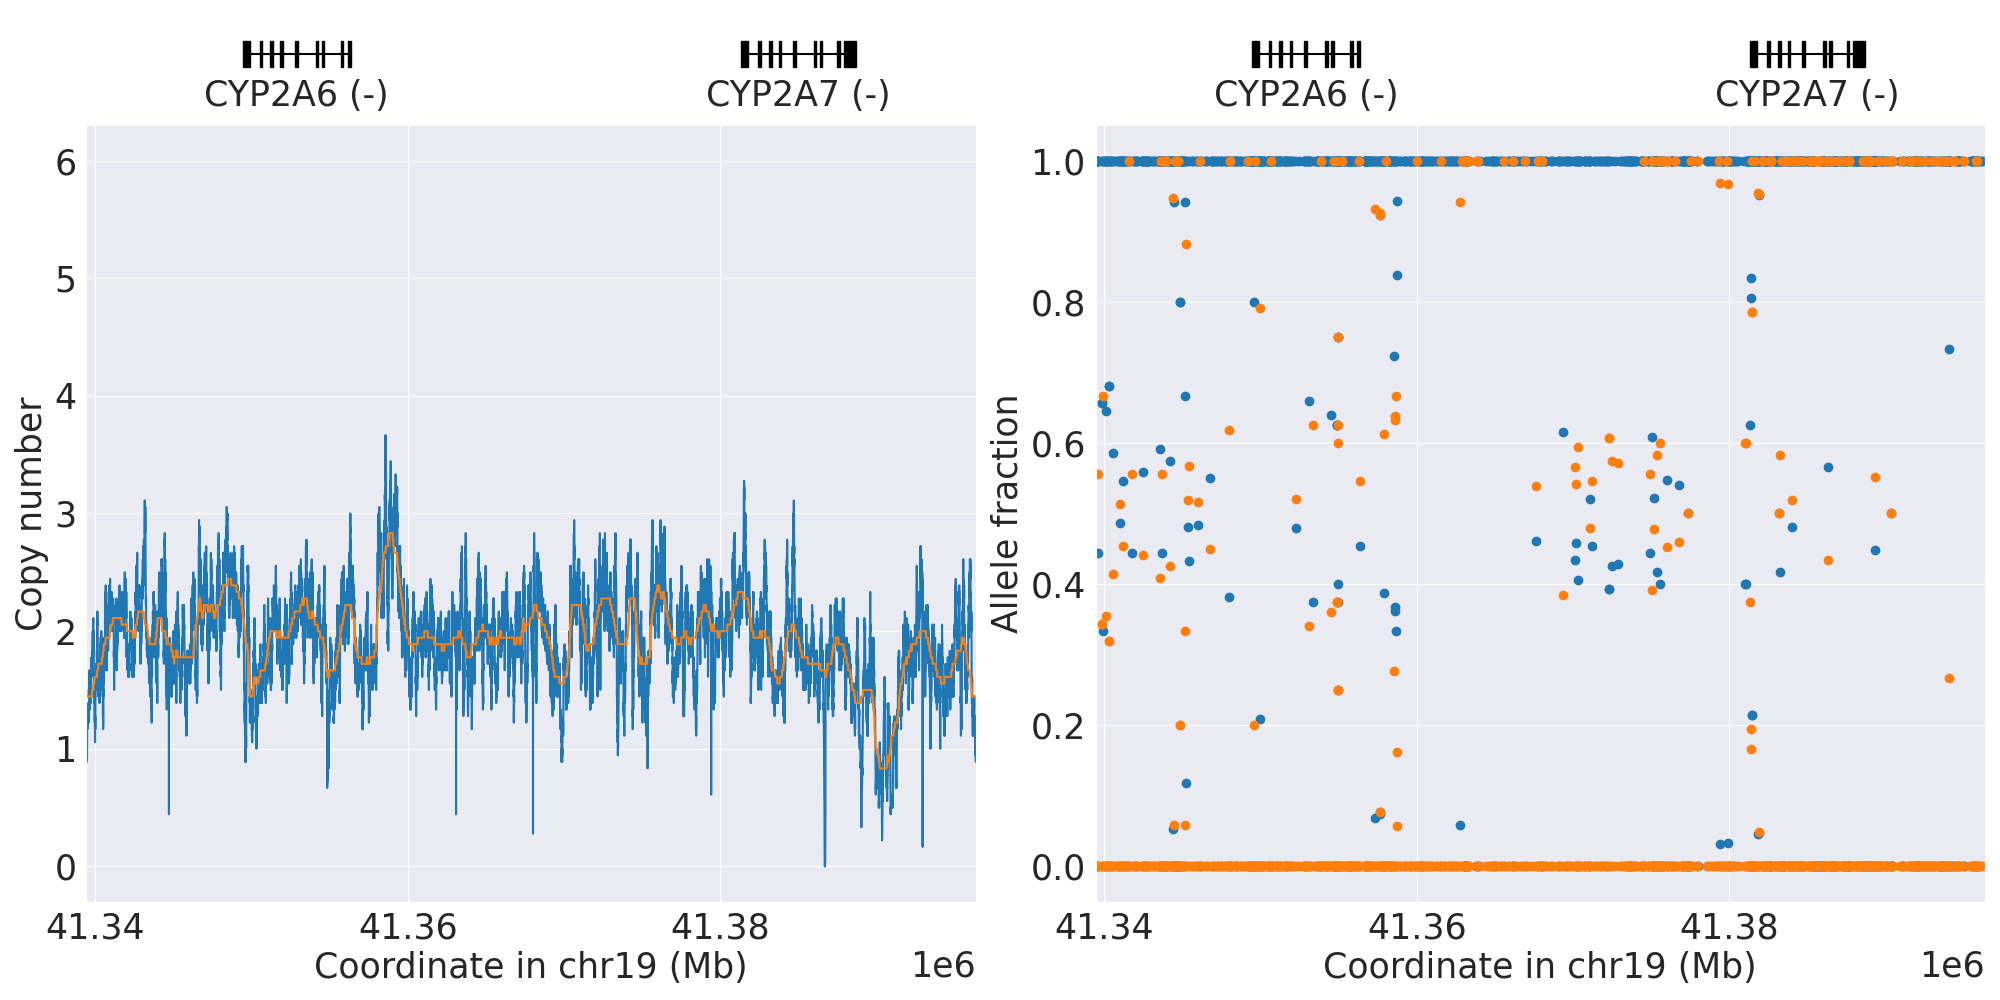 CYP2A6 (-) CYP2A7 (-)
6
5
4
3
2
1
0
Copy number
41.34 41.36 41.38
Coordinate in chr19 (Mb) 1e6
CYP2A6 (-) CYP2A7 (-)
1.0
0.8
0.6
0.4
0.2
0.0
Allele fraction
41.34 41.36 41.38
Coordinate in chr19 (Mb) 1e6